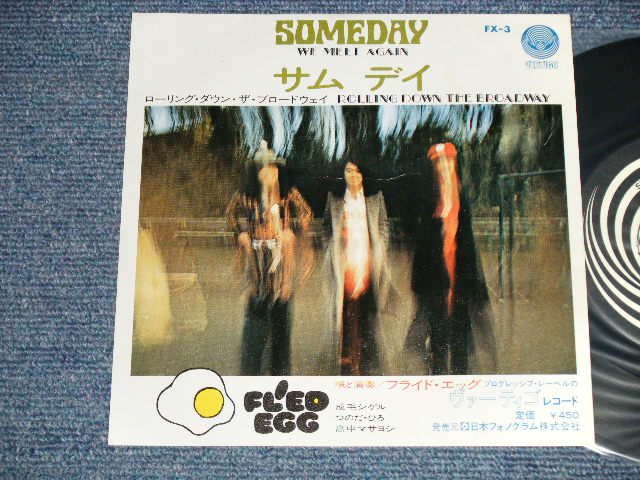 SOMEDAY
WE MEET AGAIN
FX-3
VERTIGO
サム デイ
ローリング・ダウン・ザ・ブロードウェイ ROLLING DOWN THE BROADWAY
FLIED
EGG
唄と演奏/フライド・エッグ
成毛シゲル
つのだ・ひろ
高中マサヨシ
プログレッシブ・レーベルの
ヴァーティゴ レコード
定価 ¥450
発売元 日本フォノグラム株式会社